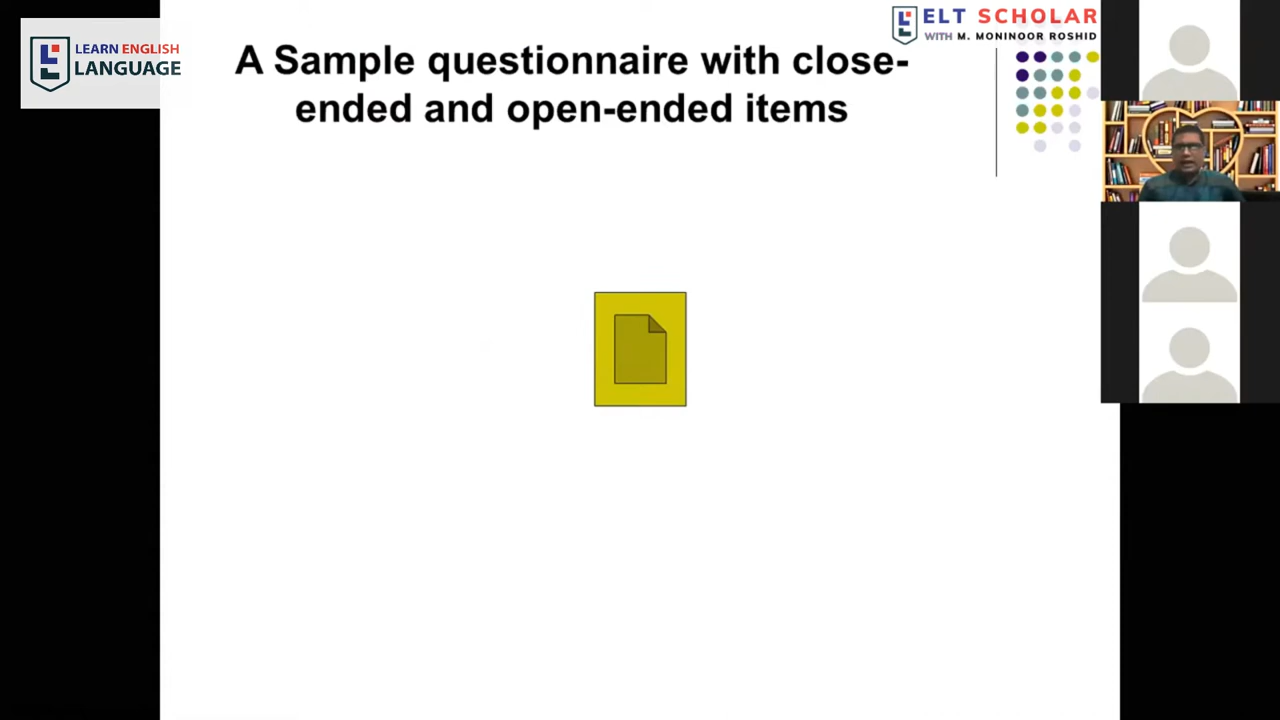 LEARN ENGLISH
LANGUAGE
ELT SCHOLAR
WITH M. MONINOOR ROSHID
A Sample questionnaire with close-
ended and open-ended items